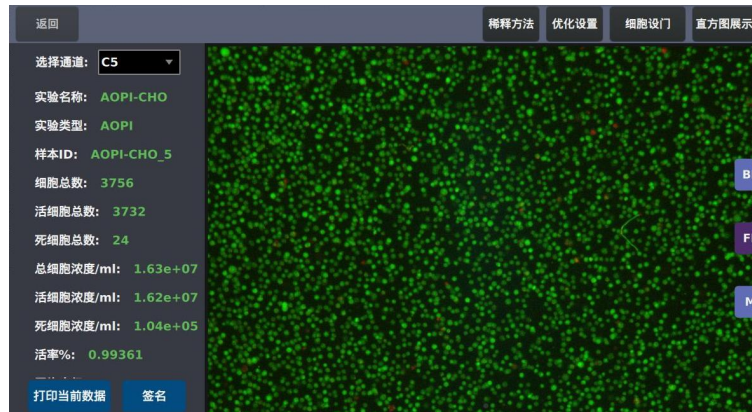 返回
稀释方法
优化设置
细胞设门
直方图展示
选择通道: C5
实验名称: AOPI-CHO
实验类型: AOPI
样本ID: AOPI-CHO_5
细胞总数: 3756
活细胞总数: 3732
死细胞总数: 24
总细胞浓度/ml: 1.63e+07
活细胞浓度/ml: 1.62e+07
死细胞浓度/ml: 1.04e+05
活率%: 0.99361
打印当前数据
签名
B
F
M